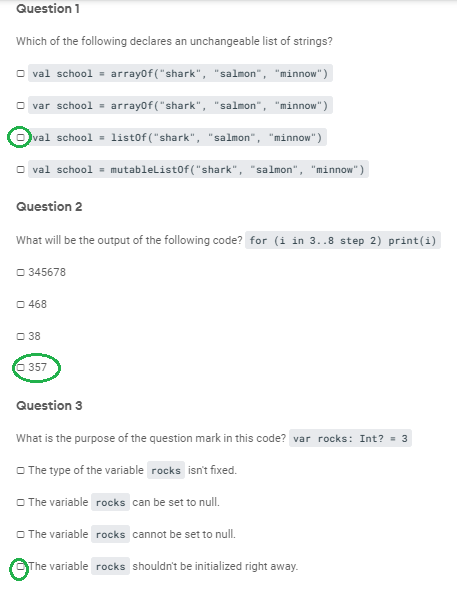 Question 1
Which of the following declares an unchangeable list of strings?
val school = arrayOf("shark", "salmon", "minnow")
var school = arrayOf("shark", "salmon", "minnow")
val school = listOf("shark", "salmon", "minnow")
val school = mutableListOf("shark", "salmon", "minnow")
Question 2
What will be the output of the following code? for (i in 3..8 step 2) print(i)
345678
468
38
357
Question 3
What is the purpose of the question mark in this code? var rocks: Int? = 3
The type of the variable rocks isn't fixed.
The variable rocks can be set to null.
The variable rocks cannot be set to null.
The variable rocks shouldn't be initialized right away.